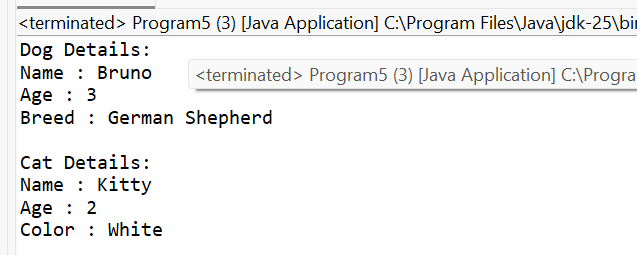 <terminated> Program5 (3) [Java Application] C:\Program Files\Java\jdk-25\bin
Dog Details:
Name : Bruno
<terminated> Program5 (3) [Java Application] C:\Progra
Age : 3
Breed : German Shepherd
Cat Details:
Name : Kitty
Age : 2
Color : White